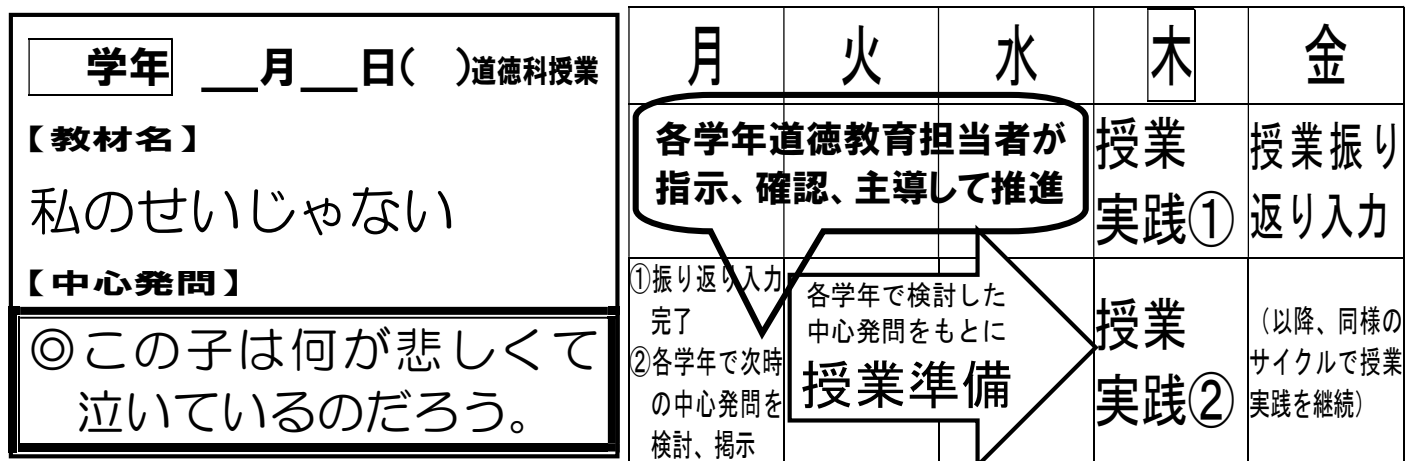 学年 __月__日( )道徳科授業
【教材名】
私のせいじゃない
【中心発問】
◎この子は何が悲しくて
泣いているのだろう。
月 火 水 木 金
各学年道徳教育担当者が
指示、確認、主導して推進
授業
実践①
授業振り
返り入力
①振り返り入力
完了
②各学年で次時
の中心発問を
検討、掲示
各学年で検討した
中心発問をもとに
授業準備
授業
実践②
(以降、同様の
サイクルで授業
実践を継続)